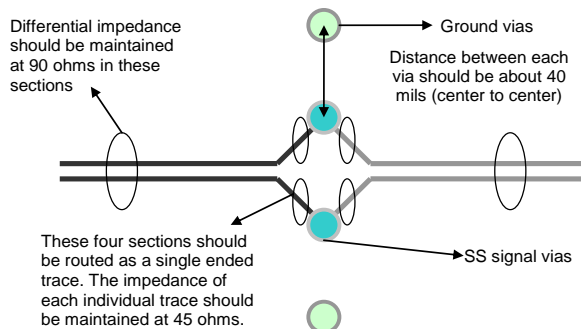 Differential impedance
should be maintained
at 90 ohms in these
sections
Ground vias
Distance between each
via should be about 40
mils (center to center)
These four sections should
be routed as a single ended
trace. The impedance of
each individual trace should
be maintained at 45 ohms.
SS signal vias